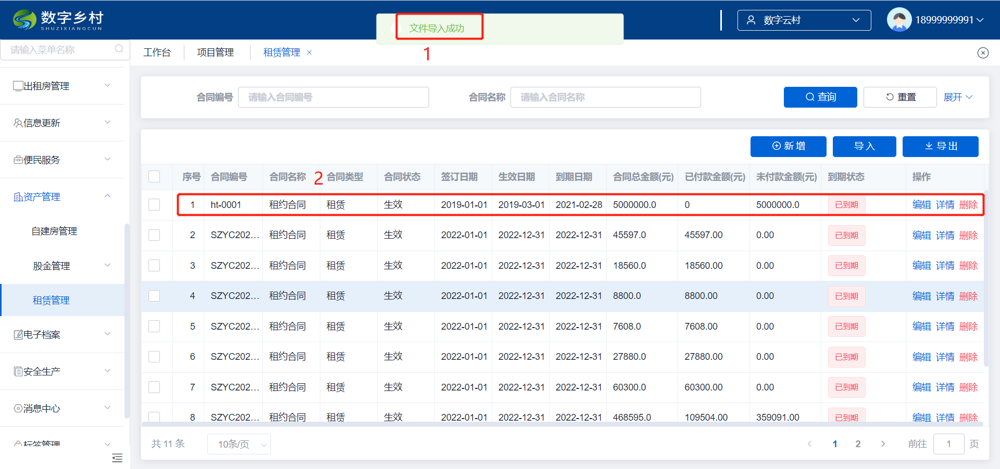 数字乡村
SHUZIXIANGCUN
文件导入成功
数字云村
18999999991
1
请输入菜单名称
工作台 项目管理 租赁管理 ×
出租房管理
信息更新
便民服务
资产管理
自建房管理
股金管理
租赁管理
电子档案
安全生产
消息中心
标签管理
合同编号 请输入合同编号 合同名称 请输入合同名称 查询 重置 展开
新增 导入 导出
2
序号 合同编号 合同名称 合同类型 合同状态 签订日期 生效日期 到期日期 合同总金额(元) 已付款金额(元) 未付款金额(元) 到期状态 操作
1 ht-0001 租约合同 租赁 生效 2019-01-01 2019-03-01 2021-02-28 5000000.0 0 5000000.0 已到期 编辑 详情 删除
2 SZYC202... 租约合同 租赁 生效 2022-01-01 2022-12-31 2022-12-31 45597.0 45597.00 0.00 已到期 编辑 详情 删除
3 SZYC202... 租约合同 租赁 生效 2022-01-01 2022-12-31 2022-12-31 18560.0 18560.00 0.00 已到期 编辑 详情 删除
4 SZYC202... 租约合同 租赁 生效 2022-01-01 2022-12-31 2022-12-31 8800.0 8800.00 0.00 已到期 编辑 详情 删除
5 SZYC202... 租约合同 租赁 生效 2022-01-01 2022-12-31 2022-12-31 7608.0 7608.00 0.00 已到期 编辑 详情 删除
6 SZYC202... 租约合同 租赁 生效 2022-01-01 2022-12-31 2022-12-31 27880.0 27880.00 0.00 已到期 编辑 详情 删除
7 SZYC202... 租约合同 租赁 生效 2022-01-01 2022-12-31 2022-12-31 60300.0 60300.00 0.00 已到期 编辑 详情 删除
8 SZYC202... 租约合同 租赁 生效 2022-01-01 2022-12-31 2022-12-31 468595.0 109504.00 359091.00 已到期 编辑 详情 删除
共 11 条 10条/页 1 2 前往 1 页